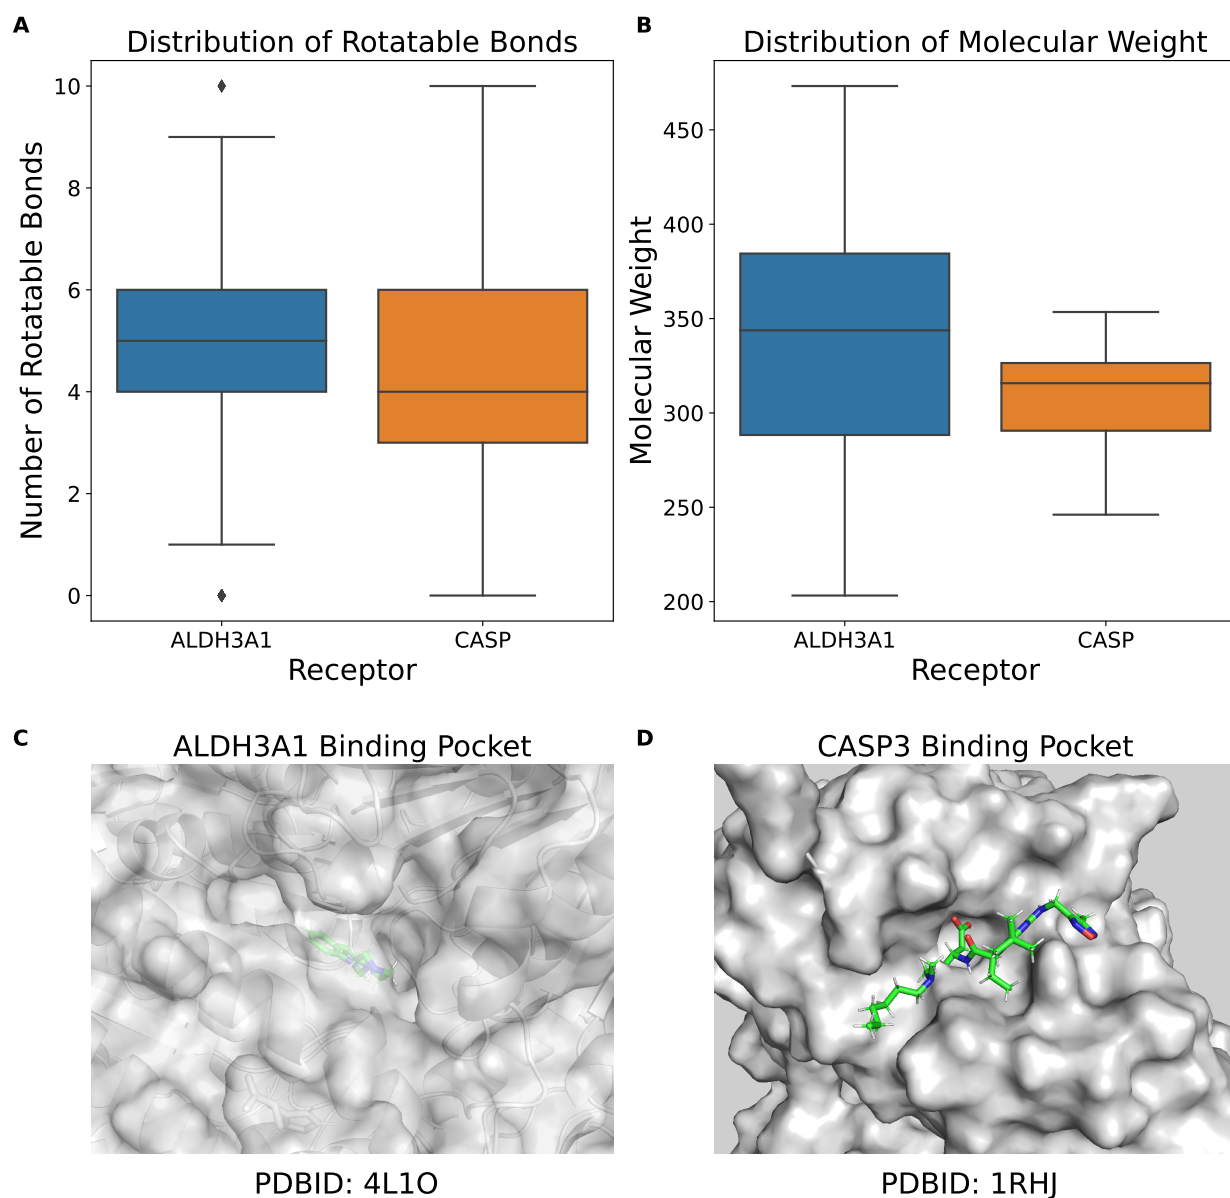 A
Distribution of Rotatable Bonds
Number of Rotatable Bonds
10
8
6
4
2
0
ALDH3A1
CASP
Receptor
B
Distribution of Molecular Weight
Molecular Weight
450
400
350
300
250
200
ALDH3A1
CASP
Receptor
C
ALDH3A1 Binding Pocket
PDBID: 4L1O
D
CASP3 Binding Pocket
PDBID: 1RHJ